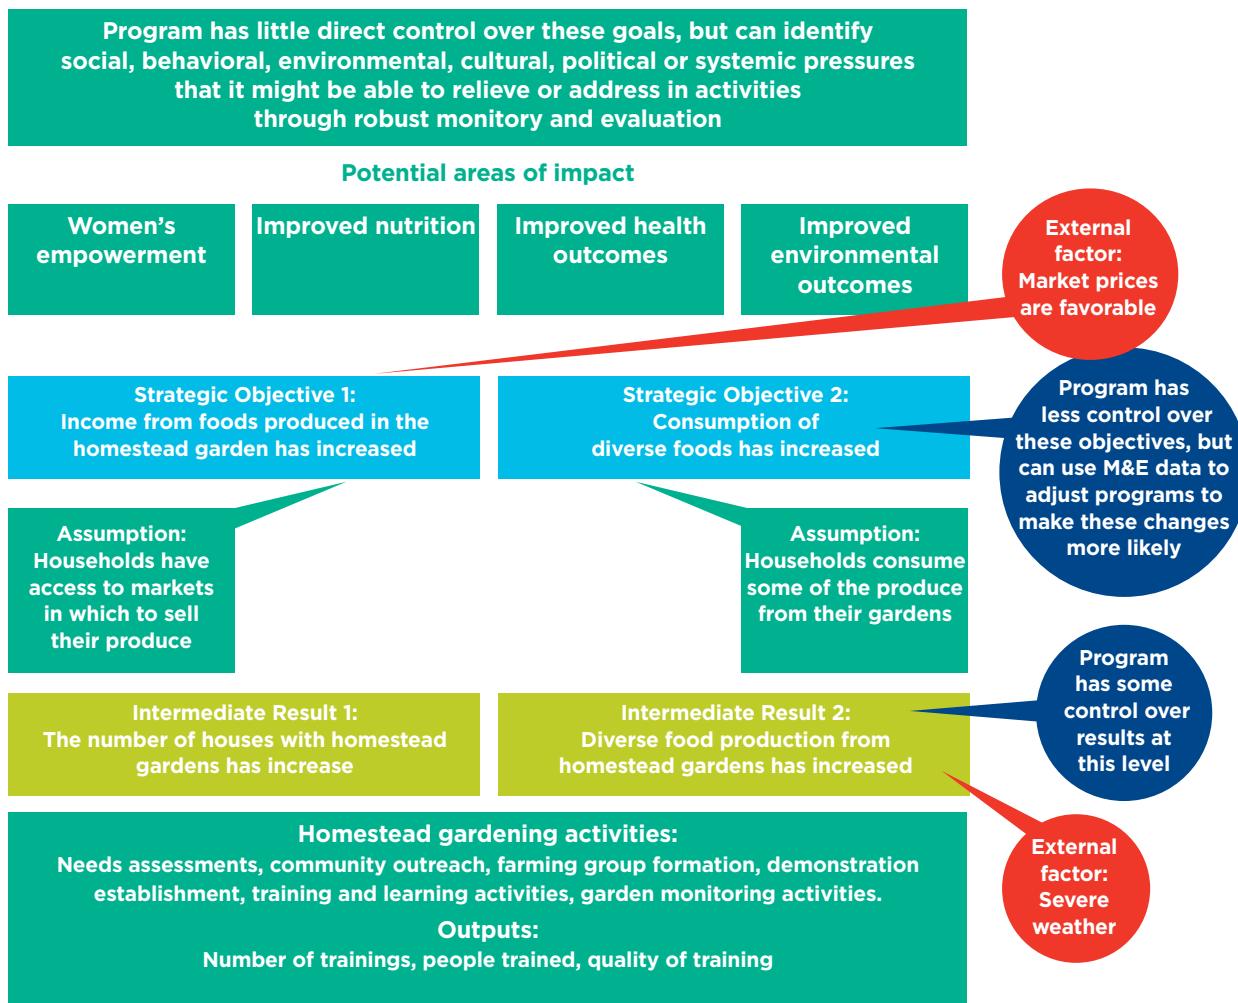 Program has little direct control over these goals, but can identify
social, behavioral, environmental, cultural, political or systemic pressures
that it might be able to relieve or address in activities
through robust monitory and evaluation
Potential areas of impact
Women’s
empowerment
Improved nutrition
Improved health
outcomes
Improved
environmental
outcomes
External
factor:
Market prices
are favorable
Strategic Objective 1:
Income from foods produced in the
homestead garden has increased
Strategic Objective 2:
Consumption of
diverse foods has increased
Program has
less control over
these objectives, but
can use M&E data to
adjust programs to
make these changes
more likely
Assumption:
Households have
access to markets
in which to sell
their produce
Assumption:
Households consume
some of the produce
from their gardens
Intermediate Result 1:
The number of houses with homestead
gardens has increase
Intermediate Result 2:
Diverse food production from
homestead gardens has increased
Program
has some
control over
results at
this level
Homestead gardening activities:
Needs assessments, community outreach, farming group formation, demonstration
establishment, training and learning activities, garden monitoring activities.
Outputs:
Number of trainings, people trained, quality of training
External
factor:
Severe
weather